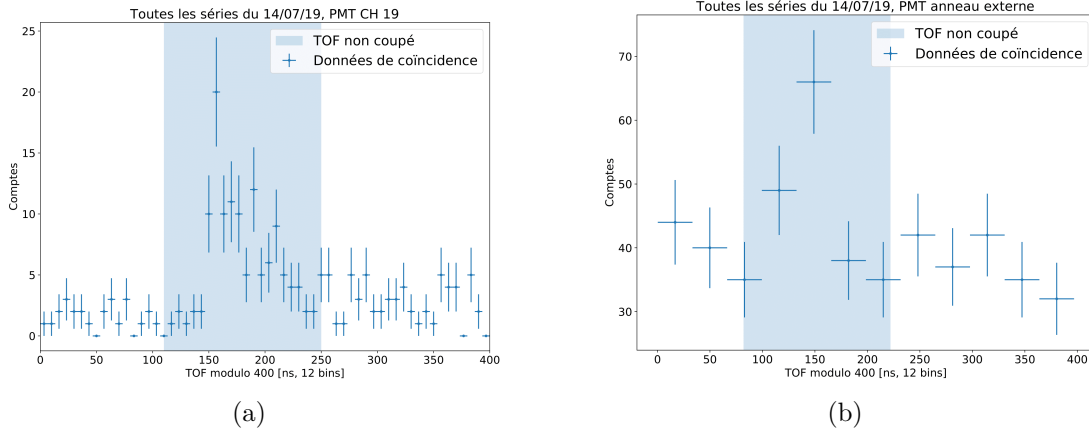 Toutes les séries du 14/07/19, PMT CH 19
TOF non coupé
Données de coïncidence
Comptes
25
20
15
10
5
0
0 50 100 150 200 250 300 350 400
TOF modulo 400 [ns, 12 bins]
(a)
Toutes les séries du 14/07/19, PMT anneau externe
TOF non coupé
Données de coïncidence
Comptes
70
60
50
40
30
0 50 100 150 200 250 300 350 400
TOF modulo 400 [ns, 12 bins]
(b)